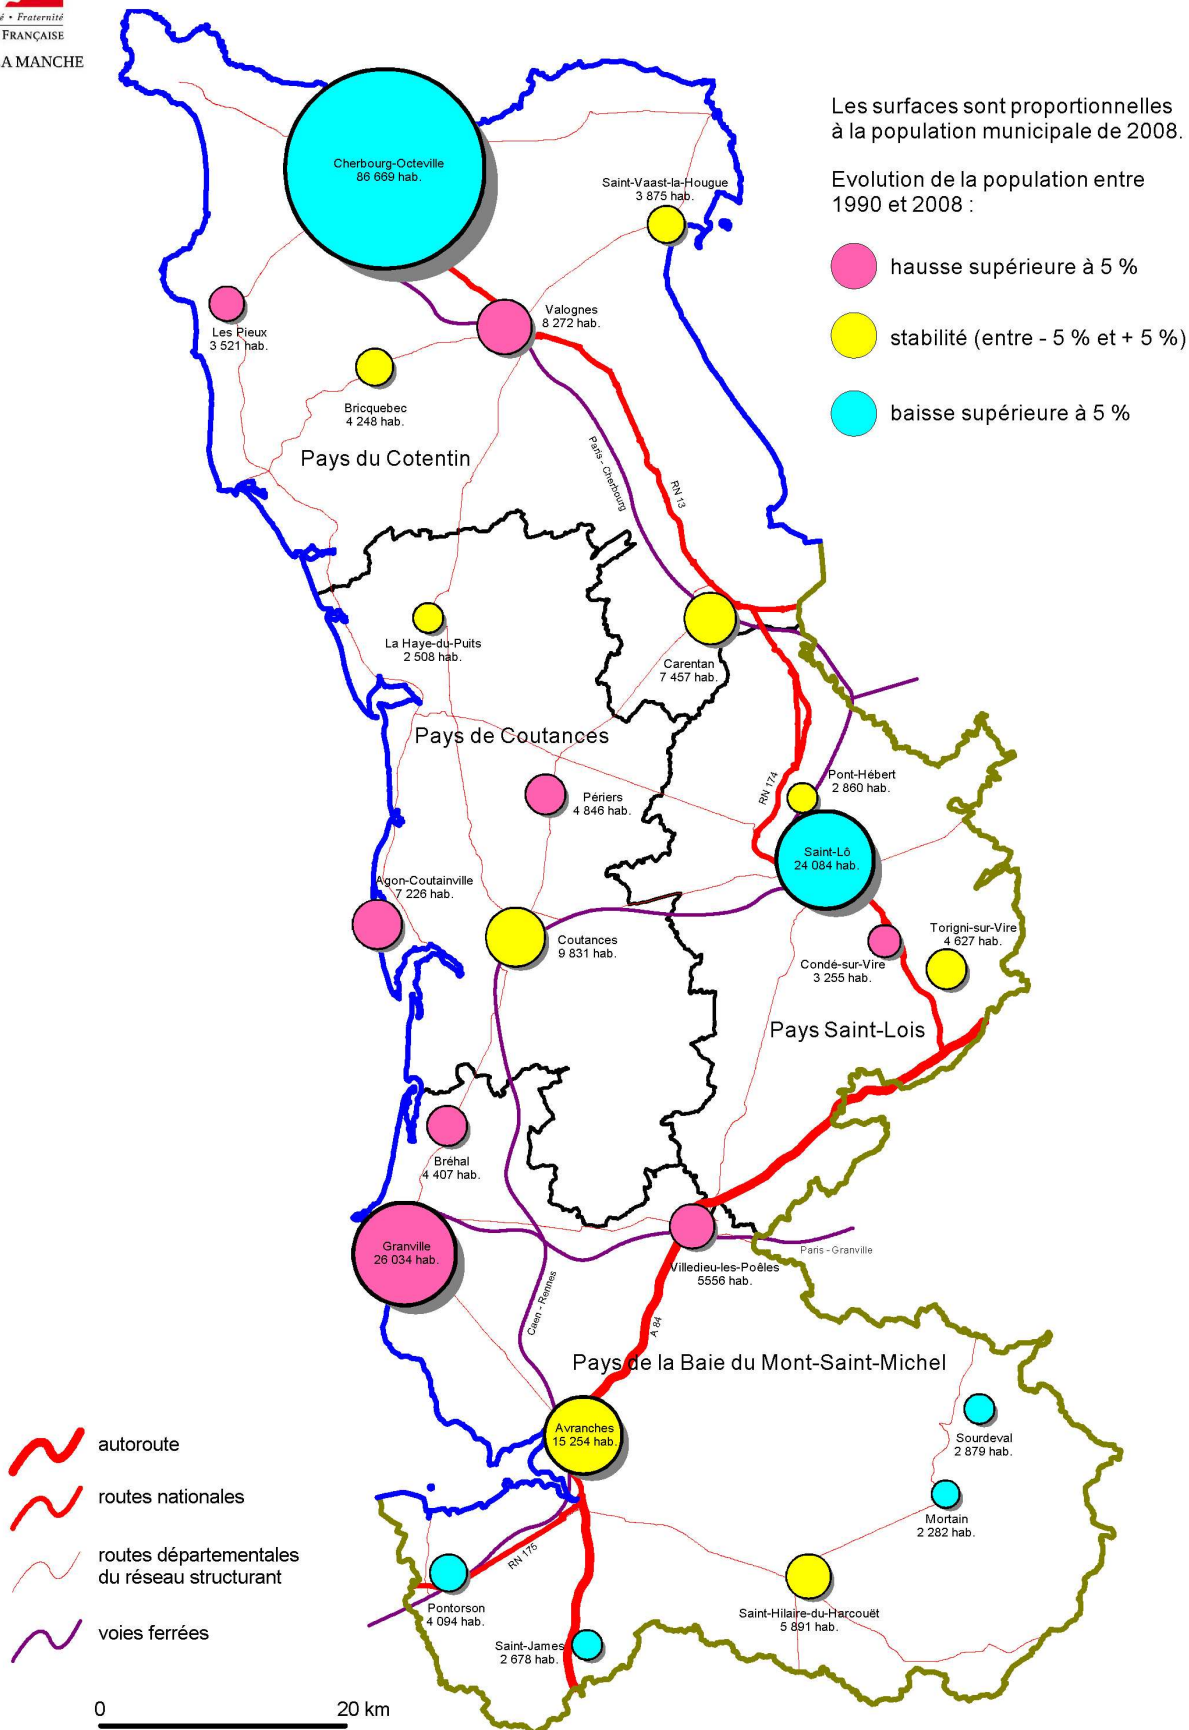 é • Fraternité
FRANÇAISE
A MANCHE
Les surfaces sont proportionnelles
à la population municipale de 2008.
Evolution de la population entre
1990 et 2008 :
hausse supérieure à 5 %
stabilité (entre - 5 % et + 5 %)
baisse supérieure à 5 %
Cherbourg-Octeville
86 669 hab.
Saint-Vaast-la-Hougue
3 875 hab.
Les Pieux
3 521 hab.
Valognes
8 272 hab.
Bricquebec
4 248 hab.
Pays du Cotentin
Paris - Cherbourg
RN 13
La Haye-du-Puits
2 508 hab.
Carentan
7 457 hab.
Pays de Coutances
Périers
4 846 hab.
RN 174
Pont-Hébert
2 860 hab.
Saint-Lô
24 084 hab.
Agon-Coutainville
7 226 hab.
Coutances
9 831 hab.
Condé-sur-Vire
3 255 hab.
Torigni-sur-Vire
4 627 hab.
Pays Saint-Lois
Bréhal
4 407 hab.
Granville
26 034 hab.
Villedieu-les-Poêles
5556 hab.
Paris - Granville
Caen - Rennes
A 84
Pays de la Baie du Mont-Saint-Michel
Avranches
15 254 hab.
Sourdeval
2 879 hab.
Mortain
2 282 hab.
RN 175
Pontorson
4 094 hab.
Saint-James
2 678 hab.
Saint-Hilaire-du-Harcouët
5 891 hab.
autoroute
routes nationales
routes départementales
du réseau structurant
voies ferrées
0 20 km